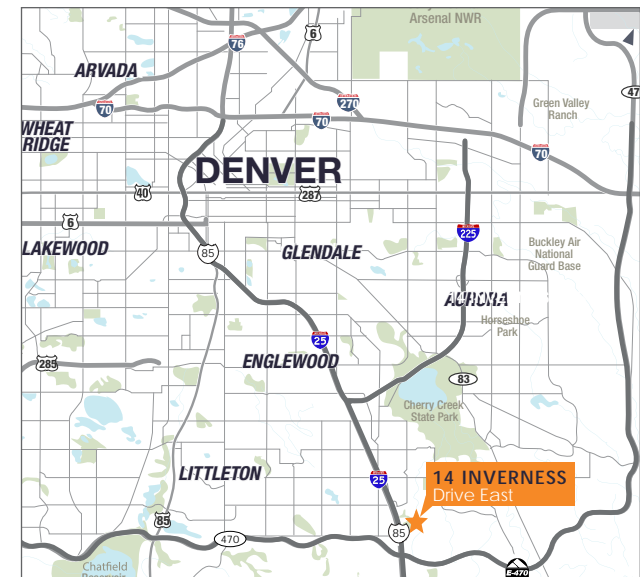 Arsenal NWR
6
76
ARVADA
270
47
70
70
Green Valley
Ranch
WHEAT
RIDGE
70
DENVER
40
287
6
225
LAKEWOOD
85
GLENDALE
Buckley Air
National
Guard Base
AURORA
Horseshoe
Park
25
285
ENGLEWOOD
83
Cherry Creek
State Park
LITTLETON
25
14 INVERNESS
Drive East
85
85
470
E-470
Chatfield
Reservoir